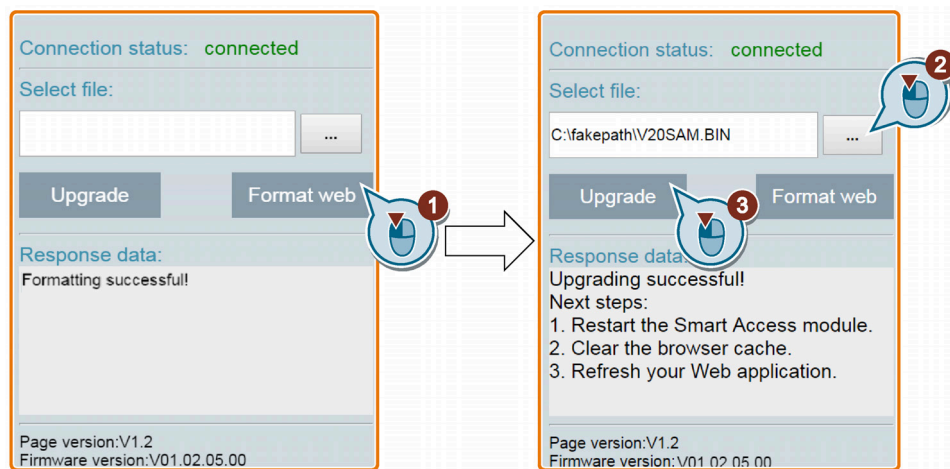 Connection status: connected
Select file:
...
Upgrade
Format web
1
Response data:
Formatting successful!
Page version:V1.2
Firmware version:V01.02.05.00
Connection status: connected
2
Select file:
C:\fakepath\V20SAM.BIN
...
Upgrade
3
Format web
Response data:
Upgrading successful!
Next steps:
1. Restart the Smart Access module.
2. Clear the browser cache.
3. Refresh your Web application.
Page version:V1.2
Firmware version:V01.02.05.00